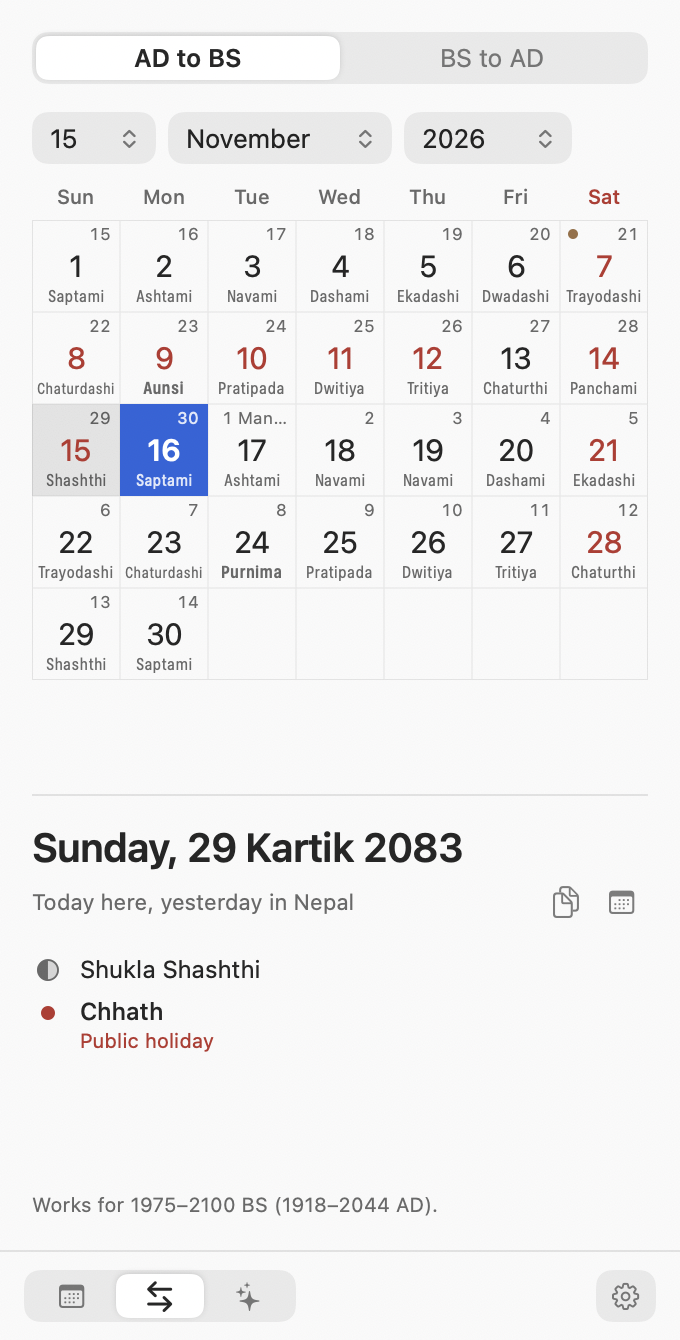 AD to BS BS to AD
15 November 2026
Sun Mon Tue Wed Thu Fri Sat
15 16 17 18 19 20 21
1 2 3 4 5 6 7
Saptami Ashtami Navami Dashami Ekadashi Dwadashi Trayodashi
22 23 24 25 26 27 28
8 9 10 11 12 13 14
Chaturdashi Aunsi Pratipada Dwitiya Tritiya Chaturthi Panchami
29 30 1 Man... 2 3 4 5
15 16 17 18 19 20 21
Shashthi Saptami Ashtami Navami Navami Dashami Ekadashi
6 7 8 9 10 11 12
22 23 24 25 26 27 28
Trayodashi Chaturdashi Purnima Pratipada Dwitiya Tritiya Chaturthi
13 14
29 30
Shashthi Saptami
Sunday, 29 Kartik 2083
Today here, yesterday in Nepal
Shukla Shashthi
Chhath
Public holiday
Works for 1975–2100 BS (1918–2044 AD).